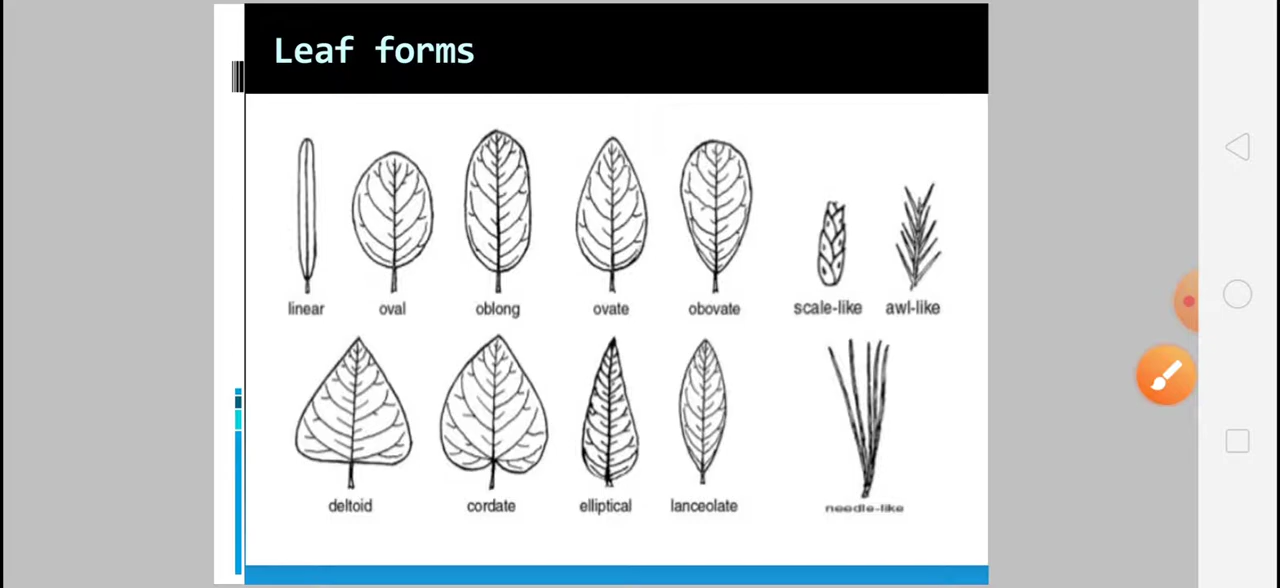 Leaf forms
linear oval oblong ovate obovate scale-like awl-like
deltoid cordate elliptical lanceolate needle-like